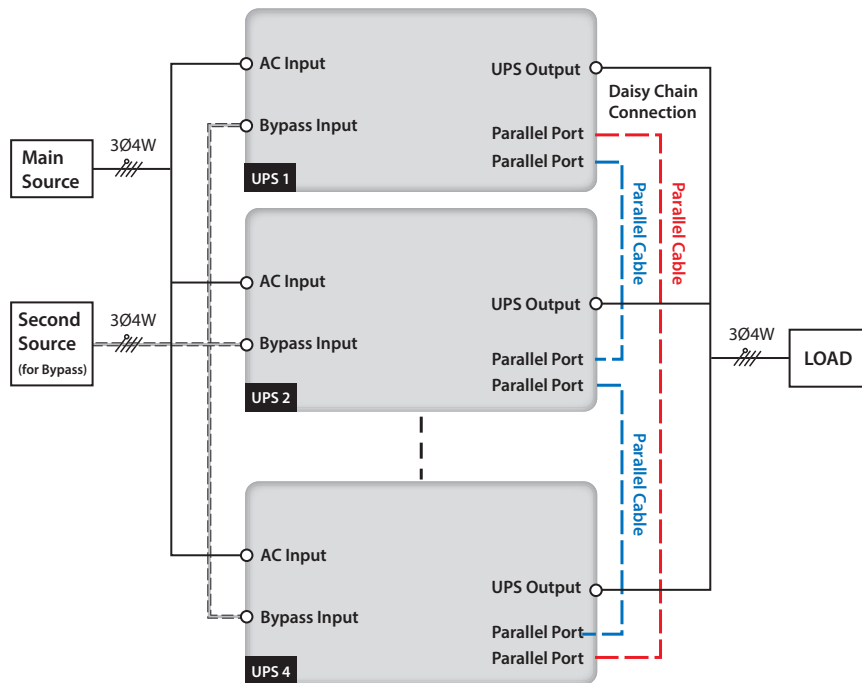 AC Input
UPS Output
Daisy Chain
Connection
Bypass Input
Parallel Port
Parallel Port
UPS 1
3Ø4W
Main
Source
Parallel Cable
Parallel Cable
AC Input
UPS Output
3Ø4W
Second
Source
(for Bypass)
Bypass Input
Parallel Port
Parallel Port
UPS 2
3Ø4W
LOAD
Parallel Cable
AC Input
UPS Output
Bypass Input
Parallel Port
Parallel Port
UPS 4